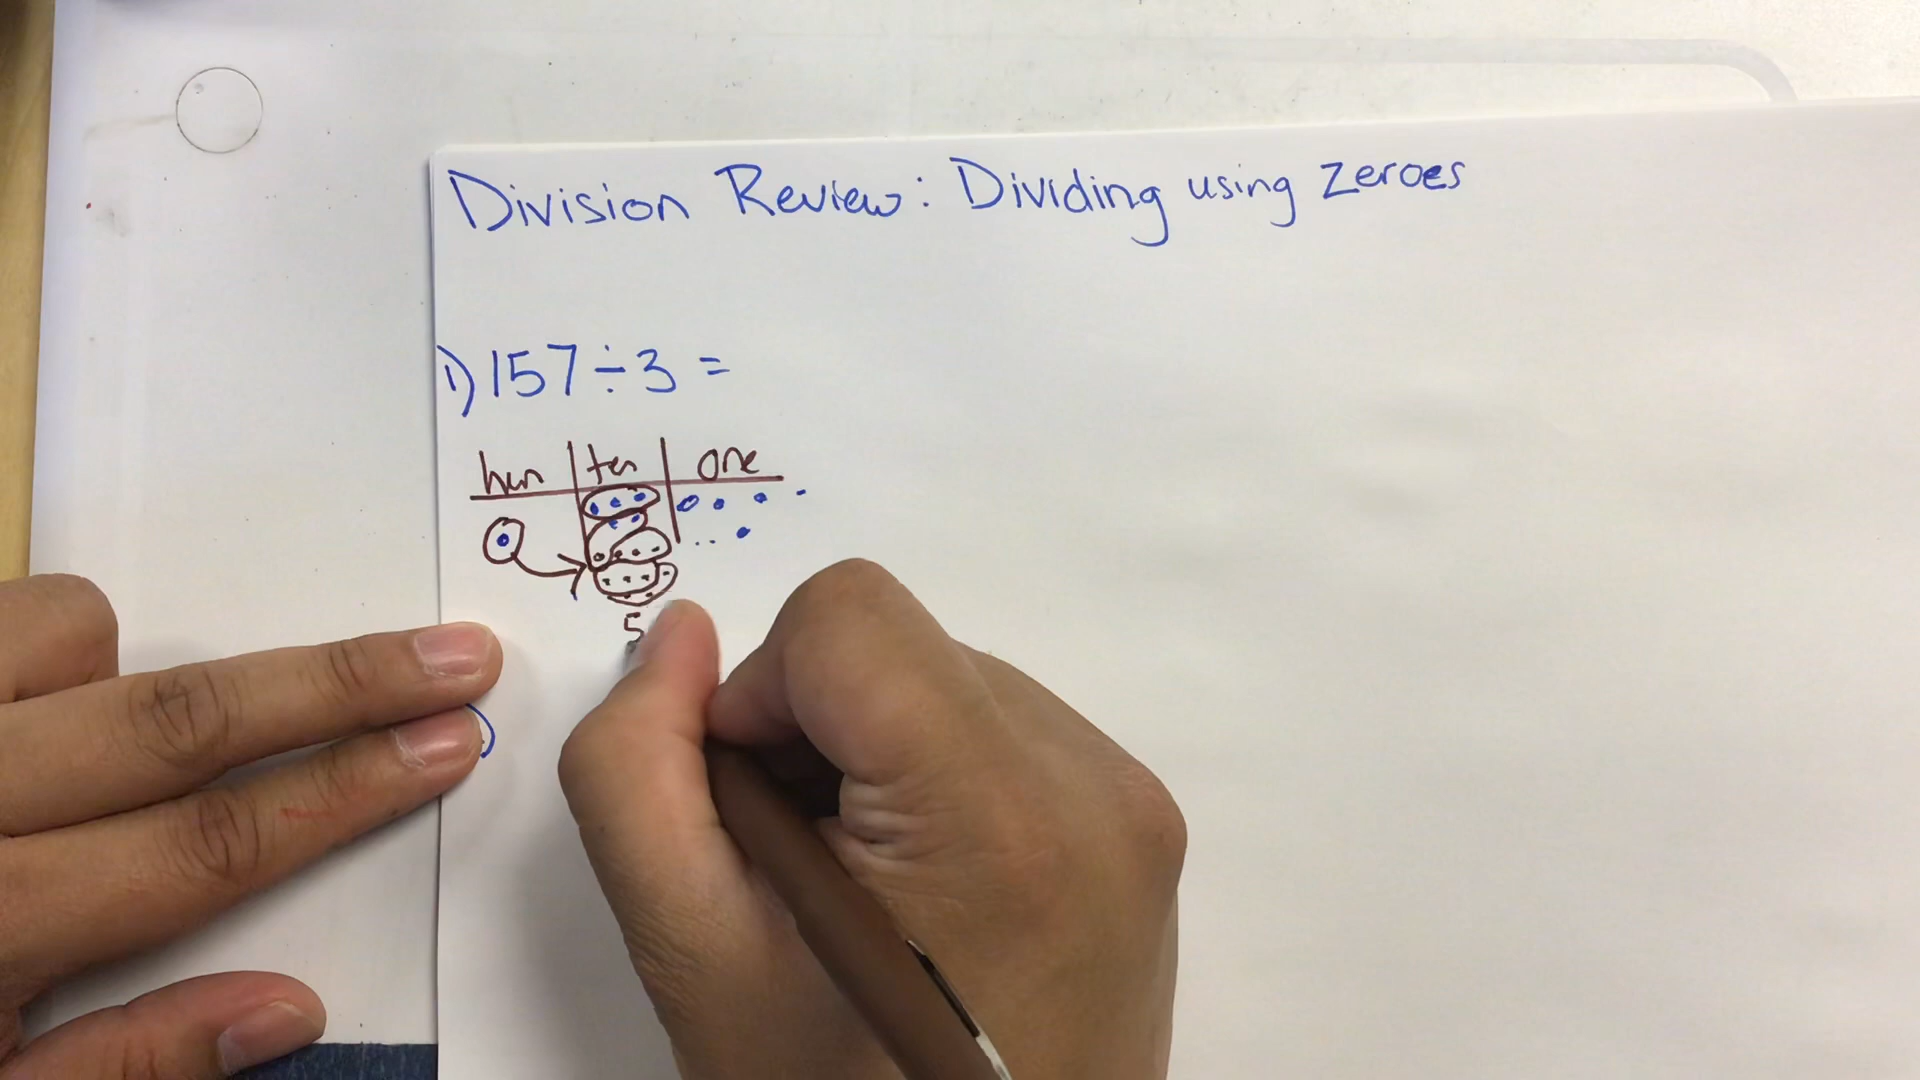 Division Review: Dividing using zeroes
1) 157 ÷ 3 =
hun ten one
5
)